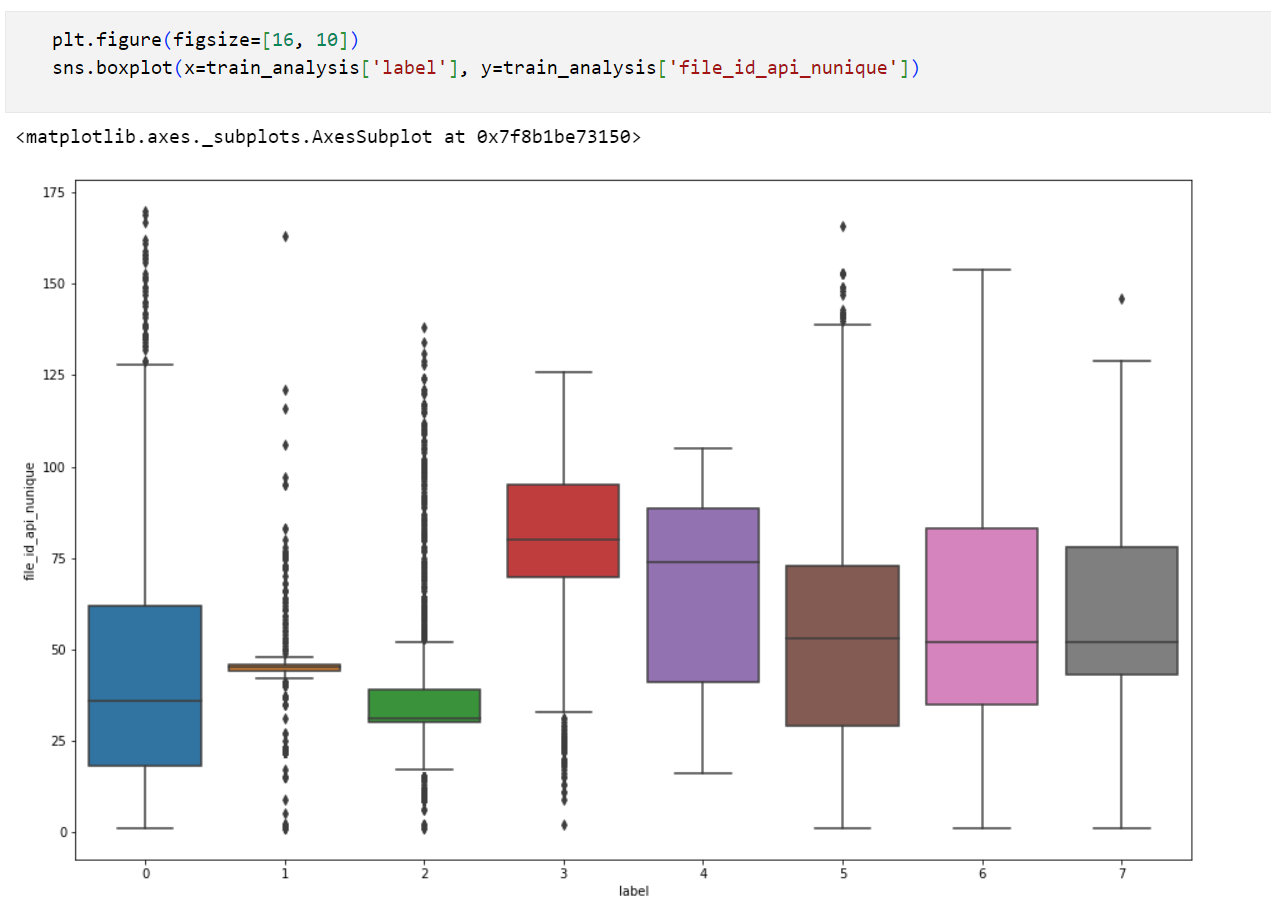 plt.figure(figsize=[16, 10])
sns.boxplot(x=train_analysis['label'], y=train_analysis['file_id_api_nunique'])
<matplotlib.axes._subplots.AxesSubplot at 0x7f8b1be73150>
175
150
125
100
75
50
25
0
file_id_api_nunique
0 1 2 3 4 5 6 7
label